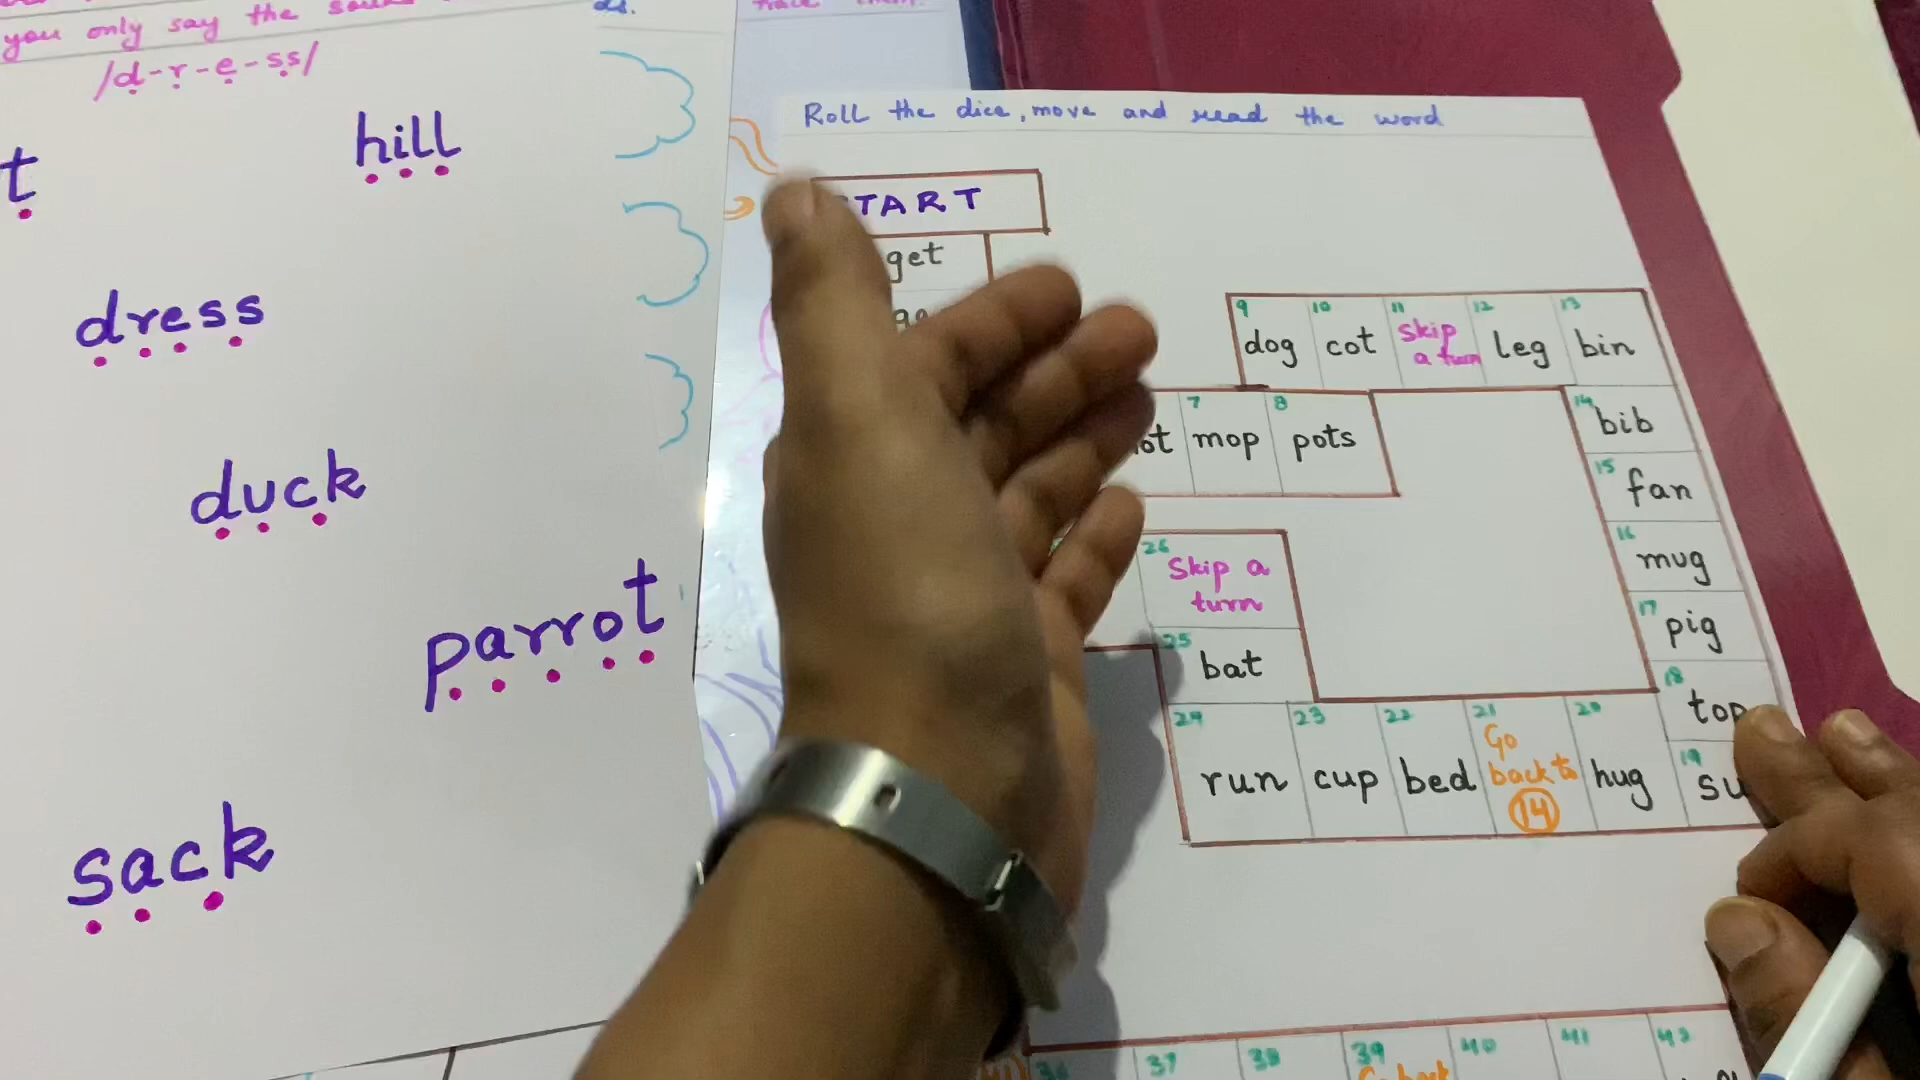 you only say the
/d-r-e-ss/
t
hill
dress
duck
parrot
sack
Roll the dice, move and read the word
START
get
9 dog 10 cot 11 Skip a turn 12 leg 13 bin
7 mop 8 pots
14 bib
15 fan
16 mug
17 pig
18 top
26 Skip a turn
25 bat
24 run 23 cup 22 bed 21 Go back to 14 20 hug 19
37 38 39 40 41 42